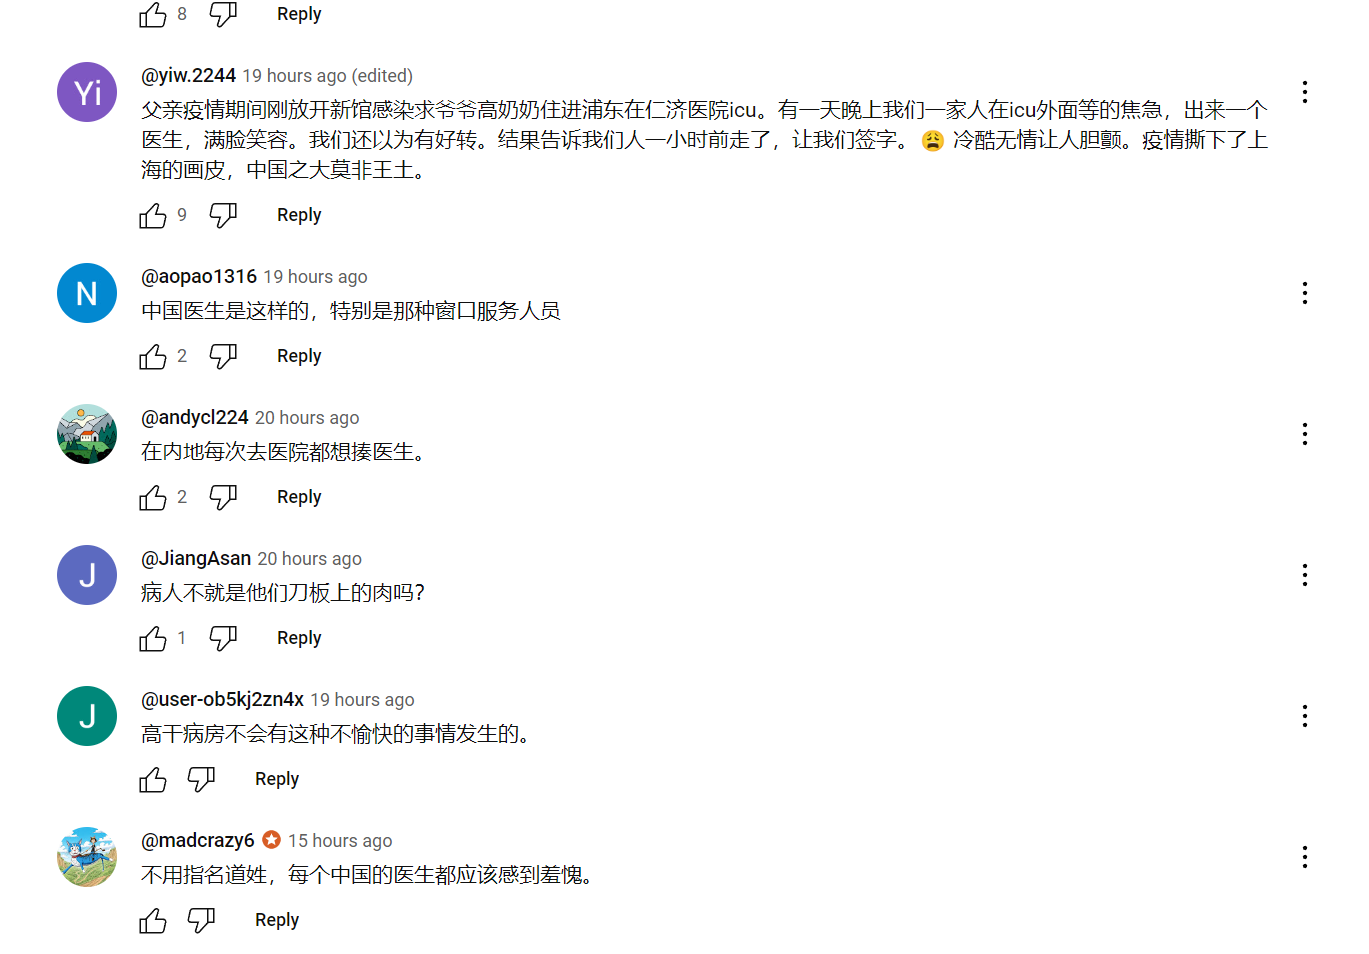 8 Reply
Yi
@yiw.2244 19 hours ago (edited)
父亲疫情期间刚放开新馆感染求爷爷高奶奶住进浦东在仁济医院icu。有一天晚上我们一家人在icu外面等的焦急，出来一个
医生，满脸笑容。我们还以为有好转。结果告诉我们人一小时前走了，让我们签字。😩 冷酷无情让人胆颤。疫情撕下了上
海的画皮，中国之大莫非王土。
9 Reply
N
@aopao1316 19 hours ago
中国医生是这样的，特别是那种窗口服务人员
2 Reply
@andycl224 20 hours ago
在内地每次去医院都想揍医生。
2 Reply
J
@JiangAsan 20 hours ago
病人不就是他们刀板上的肉吗?
1 Reply
J
@user-ob5kj2zn4x 19 hours ago
高干病房不会有这种不愉快的事情发生的。
Reply
@madcrazy6 15 hours ago
不用指名道姓，每个中国的医生都应该感到羞愧。
Reply